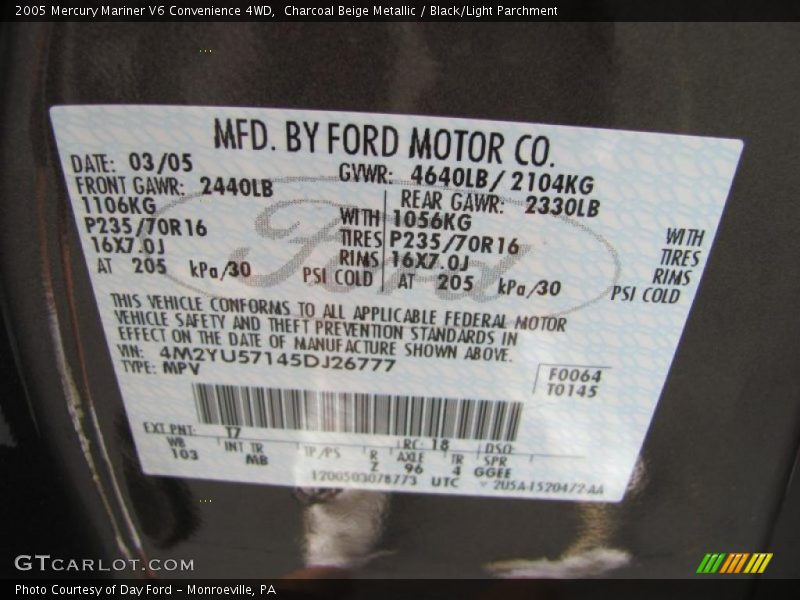 2005 Mercury Mariner V6 Convenience 4WD, Charcoal Beige Metallic / Black/Light Parchment
MFD. BY FORD MOTOR CO.
DATE: 03/05 GVWR: 4640LB/ 2104KG
FRONT GAWR: 2440LB REAR GAWR: 2330LB
1106KG WITH 1056KG WITH
P235/70R16 TIRES P235/70R16 TIRES
16X7.0J RIMS 16X7.0J RIMS
AT 205 kPa/30 PSI COLD AT 205 kPa/30 PSI COLD
Ford
THIS VEHICLE CONFORMS TO ALL APPLICABLE FEDERAL MOTOR
VEHICLE SAFETY AND THEFT PREVENTION STANDARDS IN
EFFECT ON THE DATE OF MANUFACTURE SHOWN ABOVE.
VIN: 4M2YU57145DJ26777
TYPE: MPV
F0064
T0145
EXT PNT: T7 RC: 18 DSO:
WB INT TR TP/PS R AXLE TR SPR
103 MB Z 96 4 GGEE
1200503078773 UTC 2U5A-1520472-AA
GTCARLOT.COM
Photo Courtesy of Day Ford – Monroeville, PA